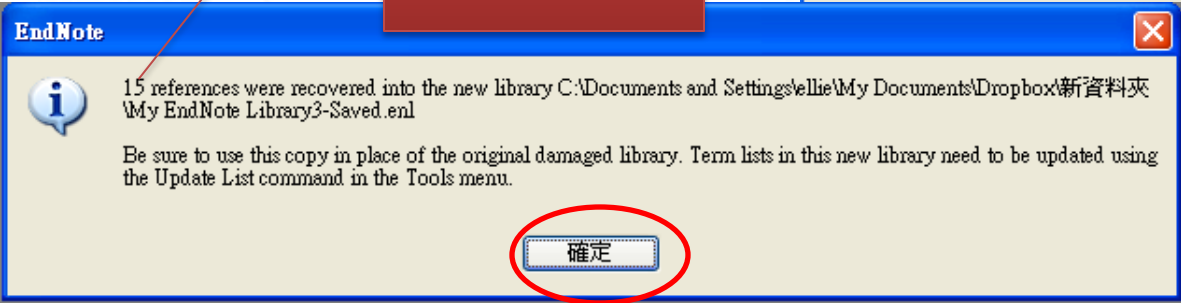 EndNote
15 references were recovered into the new library C:\Documents and Settings\ellie\My Documents\Dropbox\新資料夾
\My EndNote Library3-Saved.enl
Be sure to use this copy in place of the original damaged library. Term lists in this new library need to be updated using
the Update List command in the Tools menu.
確定